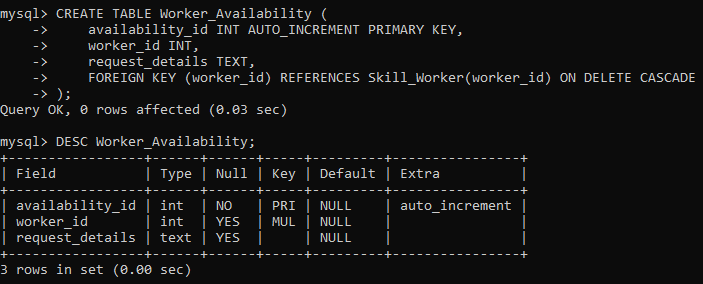 mysql> CREATE TABLE Worker_Availability (
    ->     availability_id INT AUTO_INCREMENT PRIMARY KEY,
    ->     worker_id INT,
    ->     request_details TEXT,
    ->     FOREIGN KEY (worker_id) REFERENCES Skill_Worker(worker_id) ON DELETE CASCADE
    -> );
Query OK, 0 rows affected (0.03 sec)

mysql> DESC Worker_Availability;
+-----------------+------+------+-----+---------+----------------+
| Field           | Type | Null | Key | Default | Extra          |
+-----------------+------+------+-----+---------+----------------+
| availability_id | int  | NO   | PRI | NULL    | auto_increment |
| worker_id       | int  | YES  | MUL | NULL    |                |
| request_details | text | YES  |     | NULL    |                |
+-----------------+------+------+-----+---------+----------------+
3 rows in set (0.00 sec)